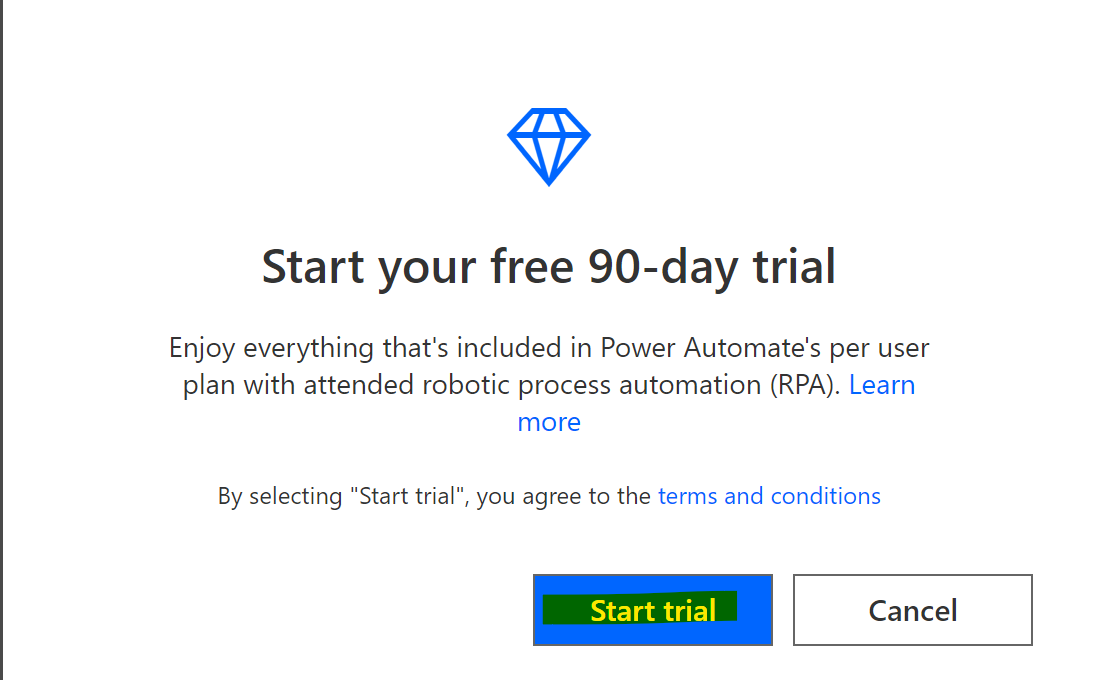 Start your free 90-day trial
Enjoy everything that's included in Power Automate's per user
plan with attended robotic process automation (RPA). Learn
more
By selecting "Start trial", you agree to the terms and conditions
Start trial
Cancel